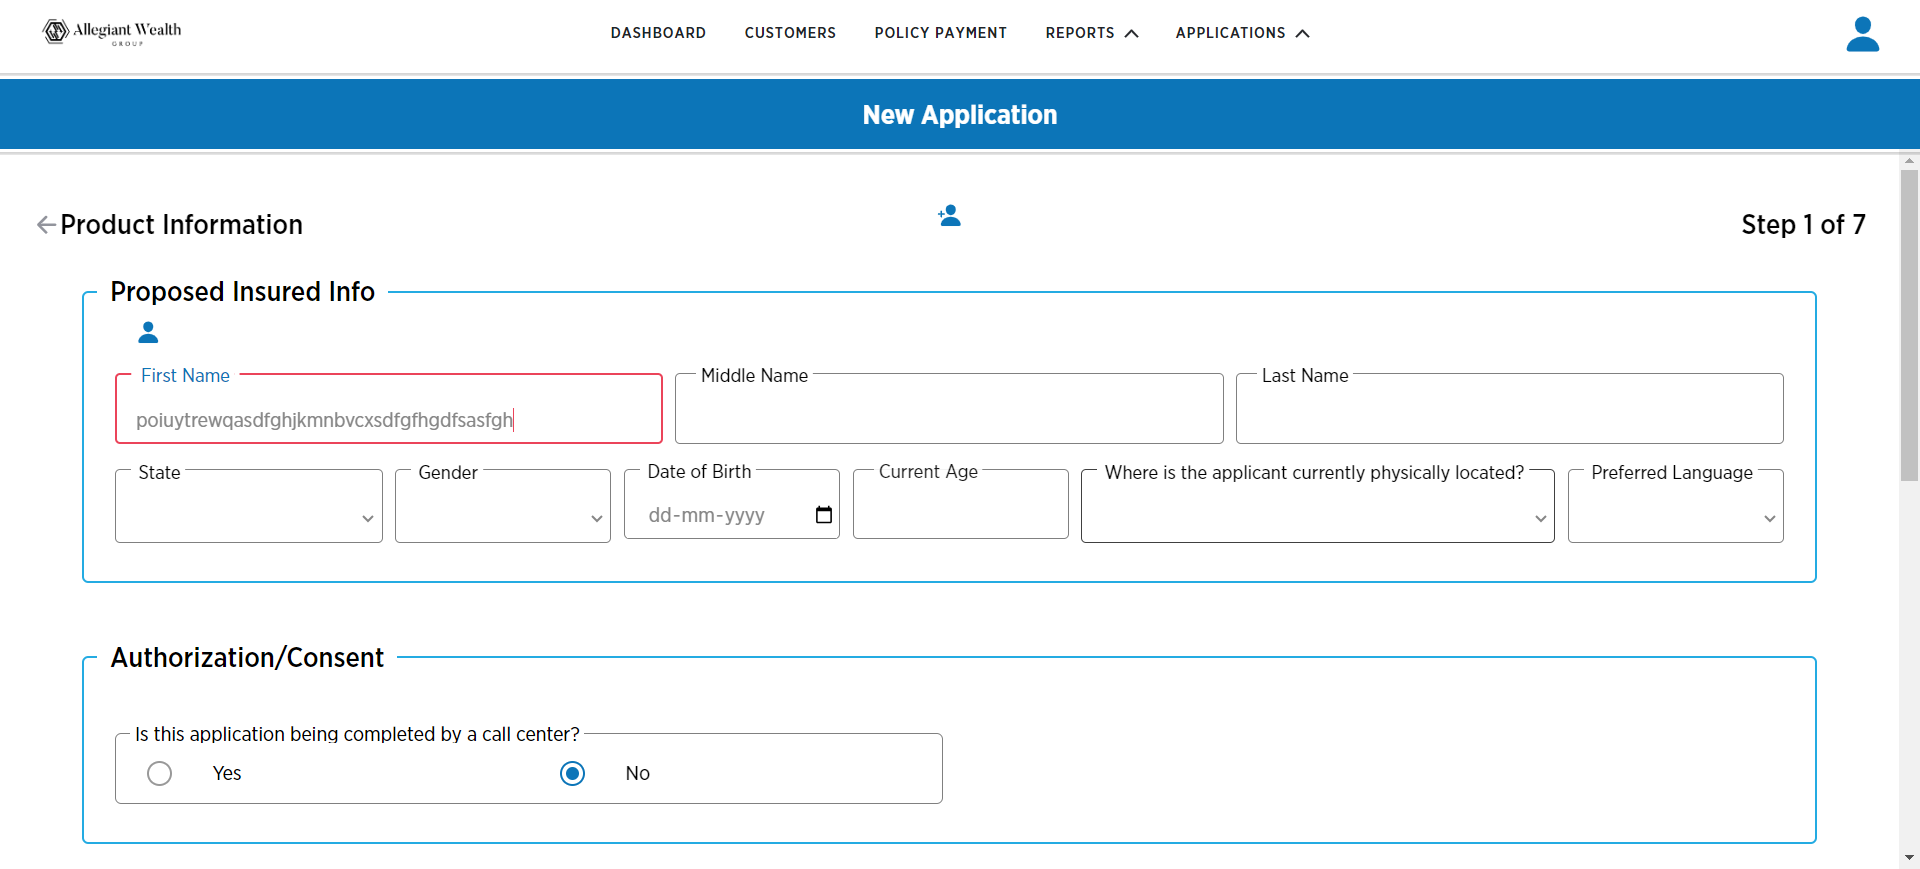 Allegiant Wealth
GROUP
DASHBOARD CUSTOMERS POLICY PAYMENT REPORTS APPLICATIONS
New Application
Product Information
Step 1 of 7
Proposed Insured Info
First Name Middle Name Last Name
poiuytrewqasdfghjkmnbvcxsdfgfhgdfsasfgh
State Gender Date of Birth Current Age Where is the applicant currently physically located? Preferred Language
dd-mm-yyyy
Authorization/Consent
Is this application being completed by a call center?
Yes No